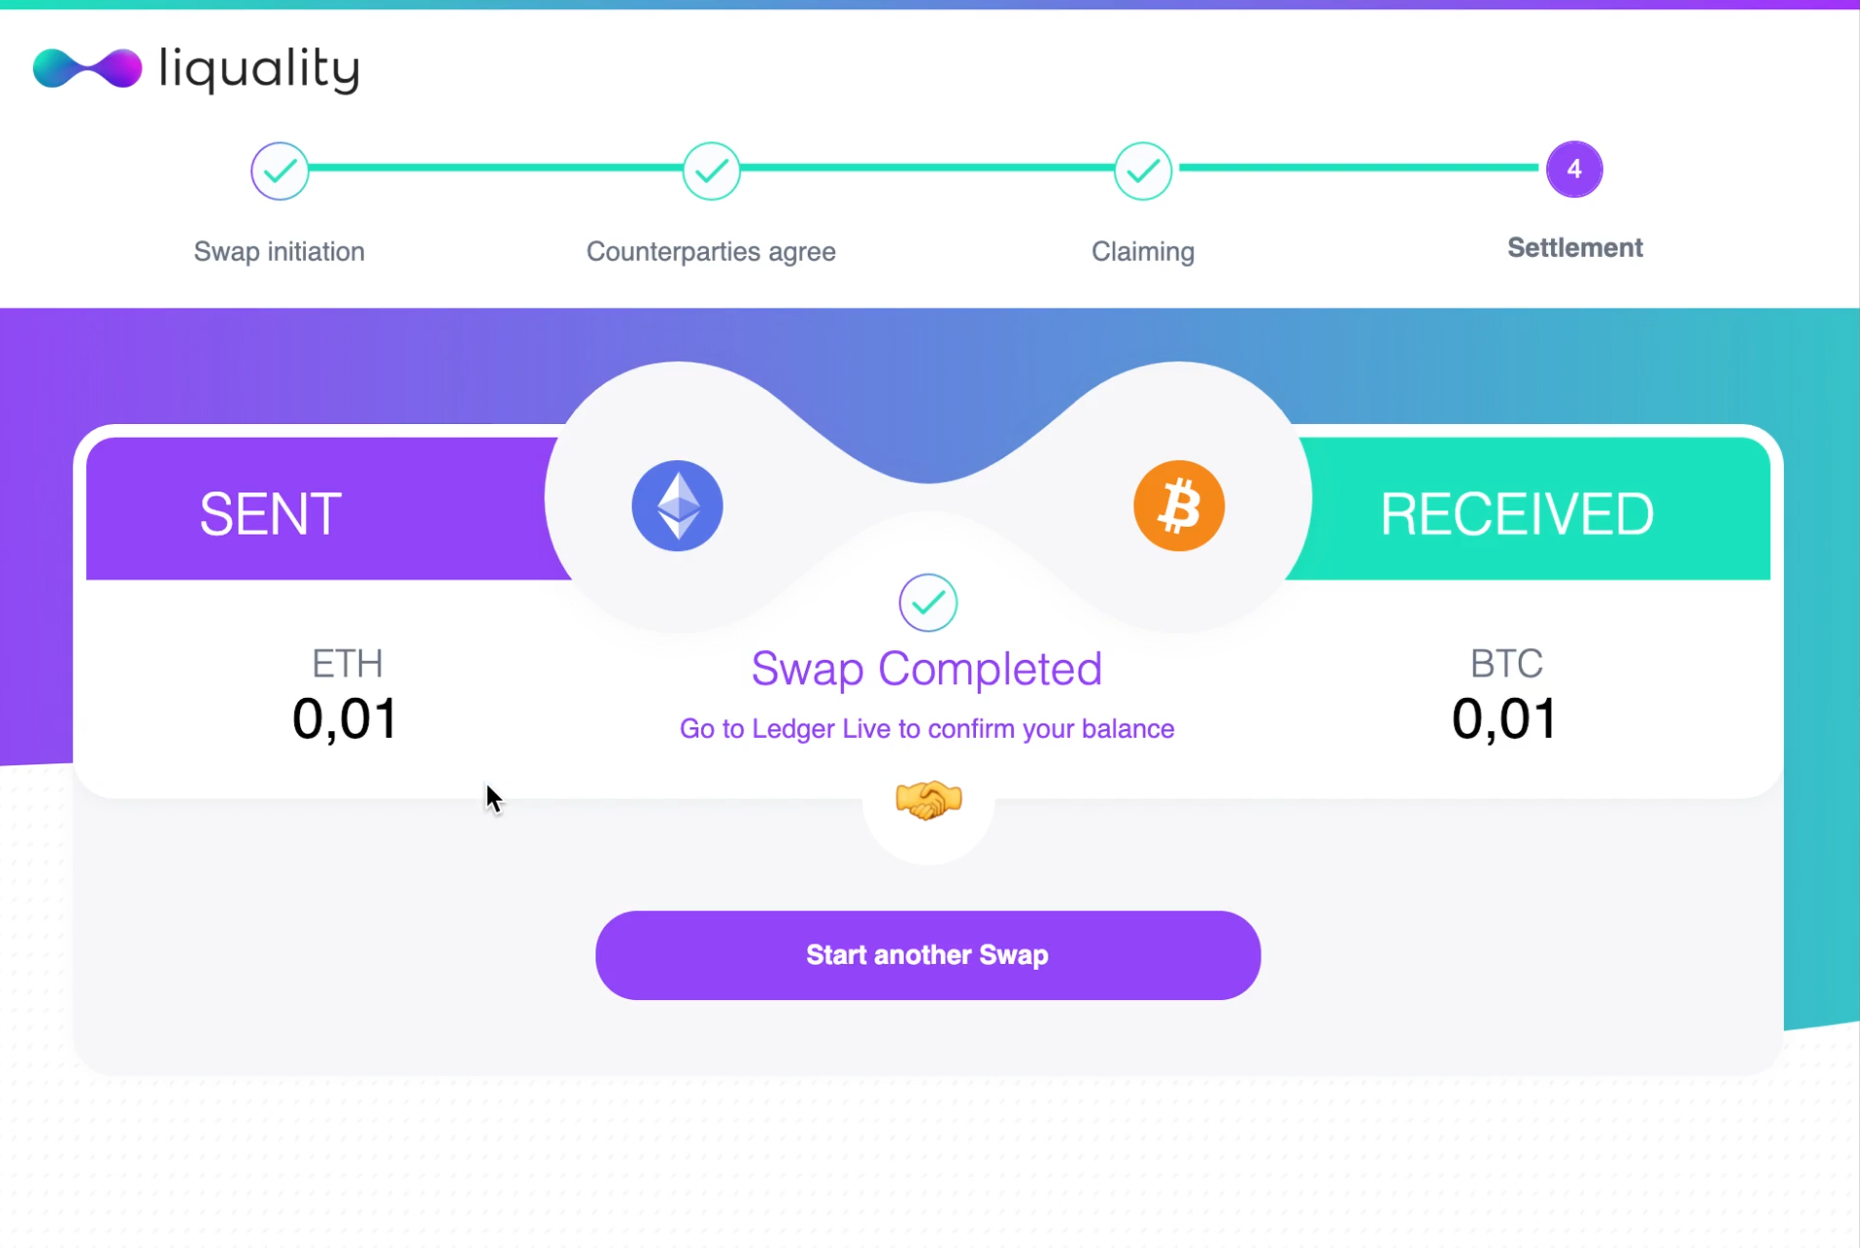 liquality
4
Swap initiation
Counterparties agree
Claiming
Settlement
SENT
RECEIVED
ETH
0,01
Swap Completed
Go to Ledger Live to confirm your balance
BTC
0,01
Start another Swap